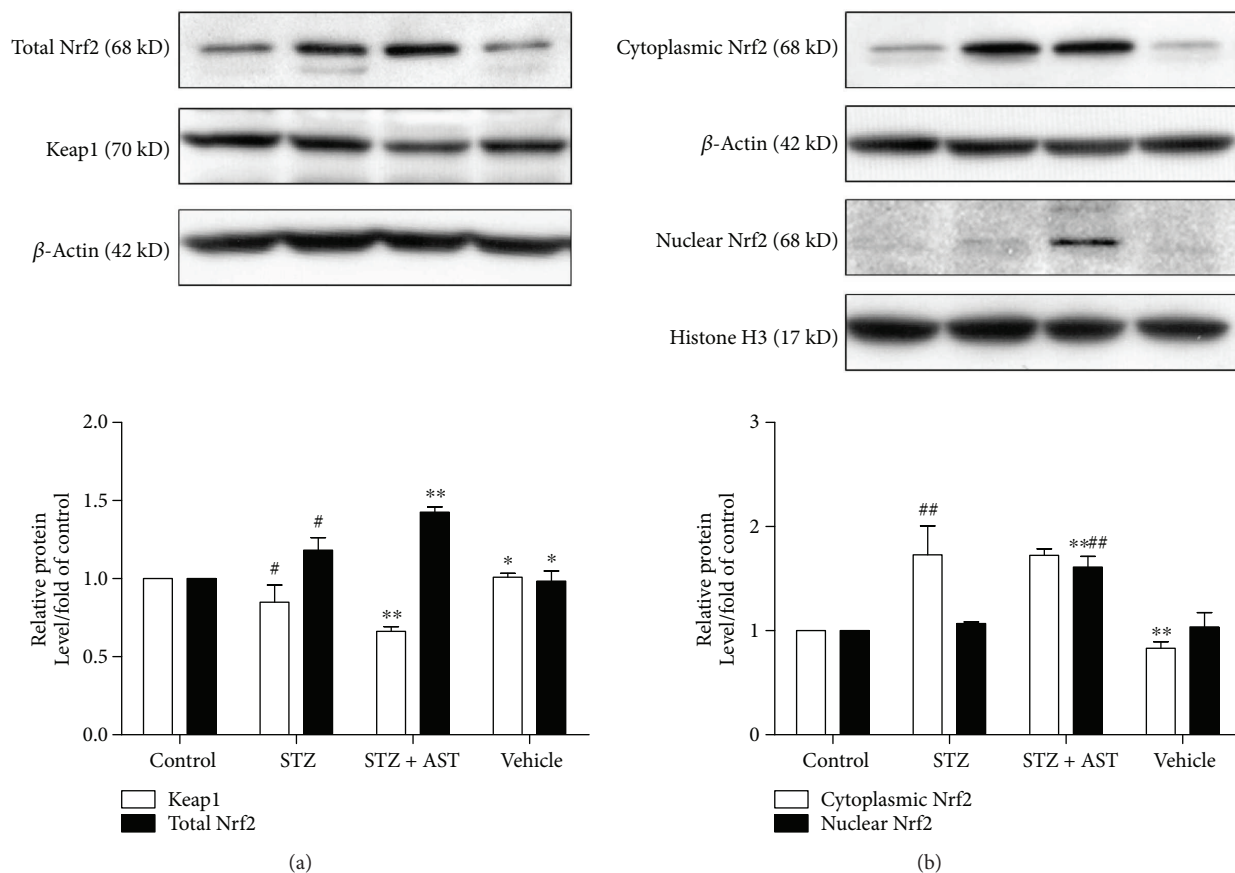 Total Nrf2 (68 kD)
Keap1 (70 kD)
β-Actin (42 kD)
2.0
1.5
1.0
0.5
0.0
Relative protein
Level/fold of control
#
#
**
**
*
*
Control
STZ
STZ + AST
Vehicle
Keap1
Total Nrf2
(a)
Cytoplasmic Nrf2 (68 kD)
β-Actin (42 kD)
Nuclear Nrf2 (68 kD)
Histone H3 (17 kD)
3
2
1
0
Relative protein
Level/fold of control
##
**##
**
Control
STZ
STZ + AST
Vehicle
Cytoplasmic Nrf2
Nuclear Nrf2
(b)